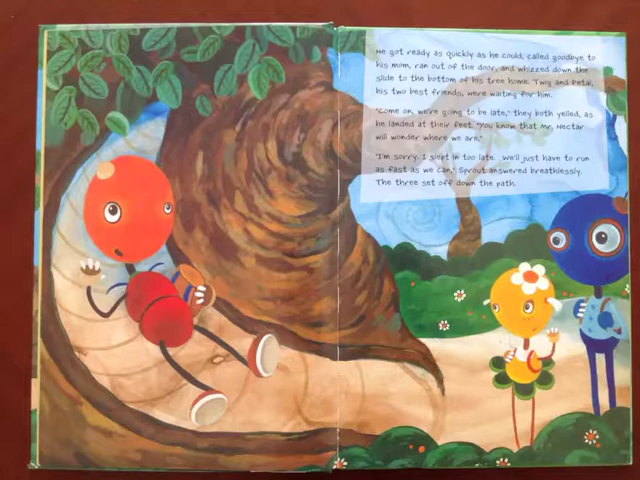 He got ready as quickly as he could, called goodbye to
his mom, ran out of the door, and whizzed down the
slide to the bottom of his tree home. Twig and Petal,
his two best friends, were waiting for him.
"Come on, we're going to be late," they both yelled, as
he landed at their feet. "You know that Mr. Nectar
will wonder where we are."
"I'm sorry. I slept in too late. We'll just have to run
as fast as we can," Sprout answered breathlessly.
The three set off down the path.